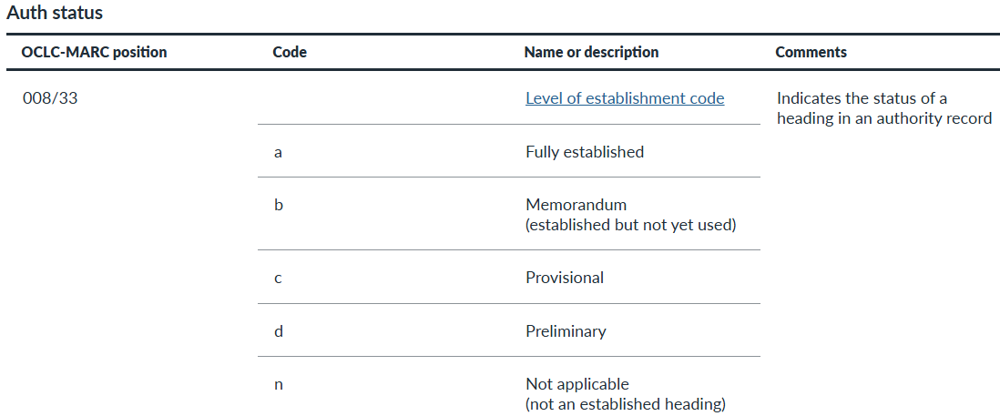 Auth status
OCLC-MARC position Code Name or description Comments
008/33 Level of establishment code Indicates the status of a
heading in an authority record
a Fully established
b Memorandum
(established but not yet used)
c Provisional
d Preliminary
n Not applicable
(not an established heading)